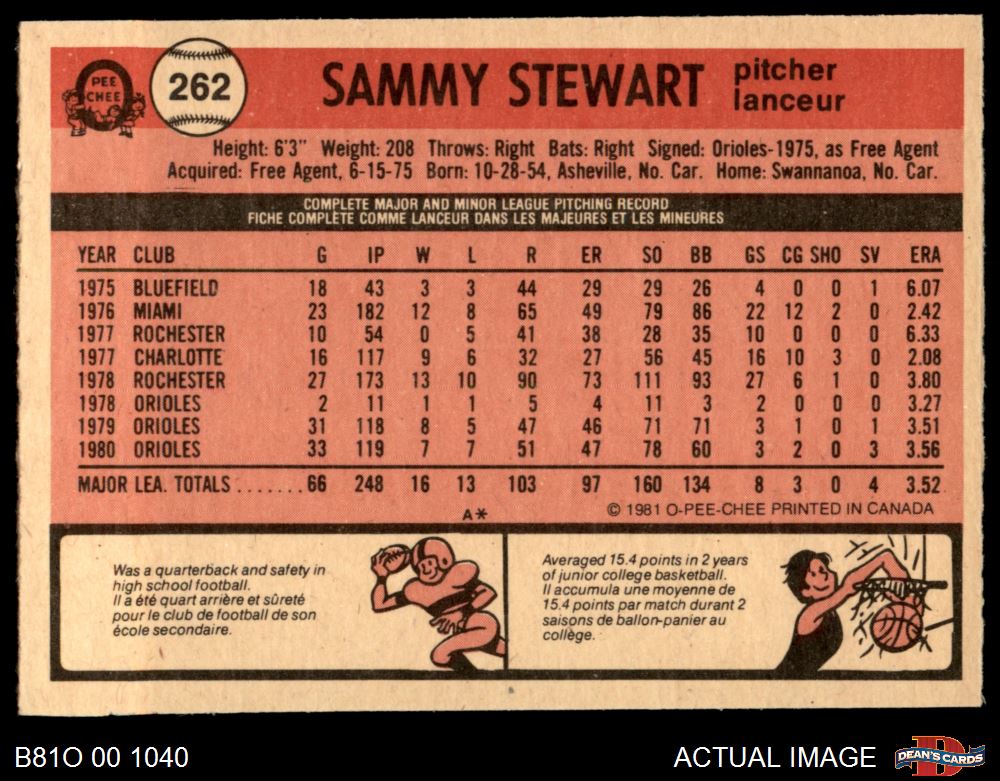 O
PEE
CHEE
262
SAMMY STEWART
pitcher
lanceur
Height: 6'3" Weight: 208 Throws: Right Bats: Right Signed: Orioles-1975, as Free Agent
Acquired: Free Agent, 6-15-75 Born: 10-28-54, Asheville, No. Car. Home: Swannanoa, No. Car.
COMPLETE MAJOR AND MINOR LEAGUE PITCHING RECORD
FICHE COMPLÈTE COMME LANCEUR DANS LES MAJEURES ET LES MINEURES
YEAR CLUB G IP W L R ER SO BB GS CG SHO SV ERA
1975 BLUEFIELD 18 43 3 3 44 29 29 26 4 0 0 1 6.07
1976 MIAMI 23 182 12 8 65 49 79 86 22 12 2 0 2.42
1977 ROCHESTER 10 54 0 5 41 38 28 35 10 0 0 0 6.33
1977 CHARLOTTE 16 117 9 6 32 27 56 45 16 10 3 0 2.08
1978 ROCHESTER 27 173 13 10 90 73 111 93 27 6 1 0 3.80
1978 ORIOLES 2 11 1 1 5 4 11 3 2 0 0 0 3.27
1979 ORIOLES 31 118 8 5 47 46 71 71 3 1 0 1 3.51
1980 ORIOLES 33 119 7 7 51 47 78 60 3 2 0 3 3.56
MAJOR LEA. TOTALS .......66 248 16 13 103 97 160 134 8 3 0 4 3.52
A* © 1981 O-PEE-CHEE PRINTED IN CANADA
Was a quarterback and safety in
high school football.
Il a été quart arrière et sûreté
pour le club de football de son
école secondaire.
Averaged 15.4 points in 2 years
of junior college basketball.
Il accumula une moyenne de
15.4 points par match durant 2
saisons de ballon-panier au
collège.
B81O 00 1040
ACTUAL IMAGE
D
DEAN'S CARDS